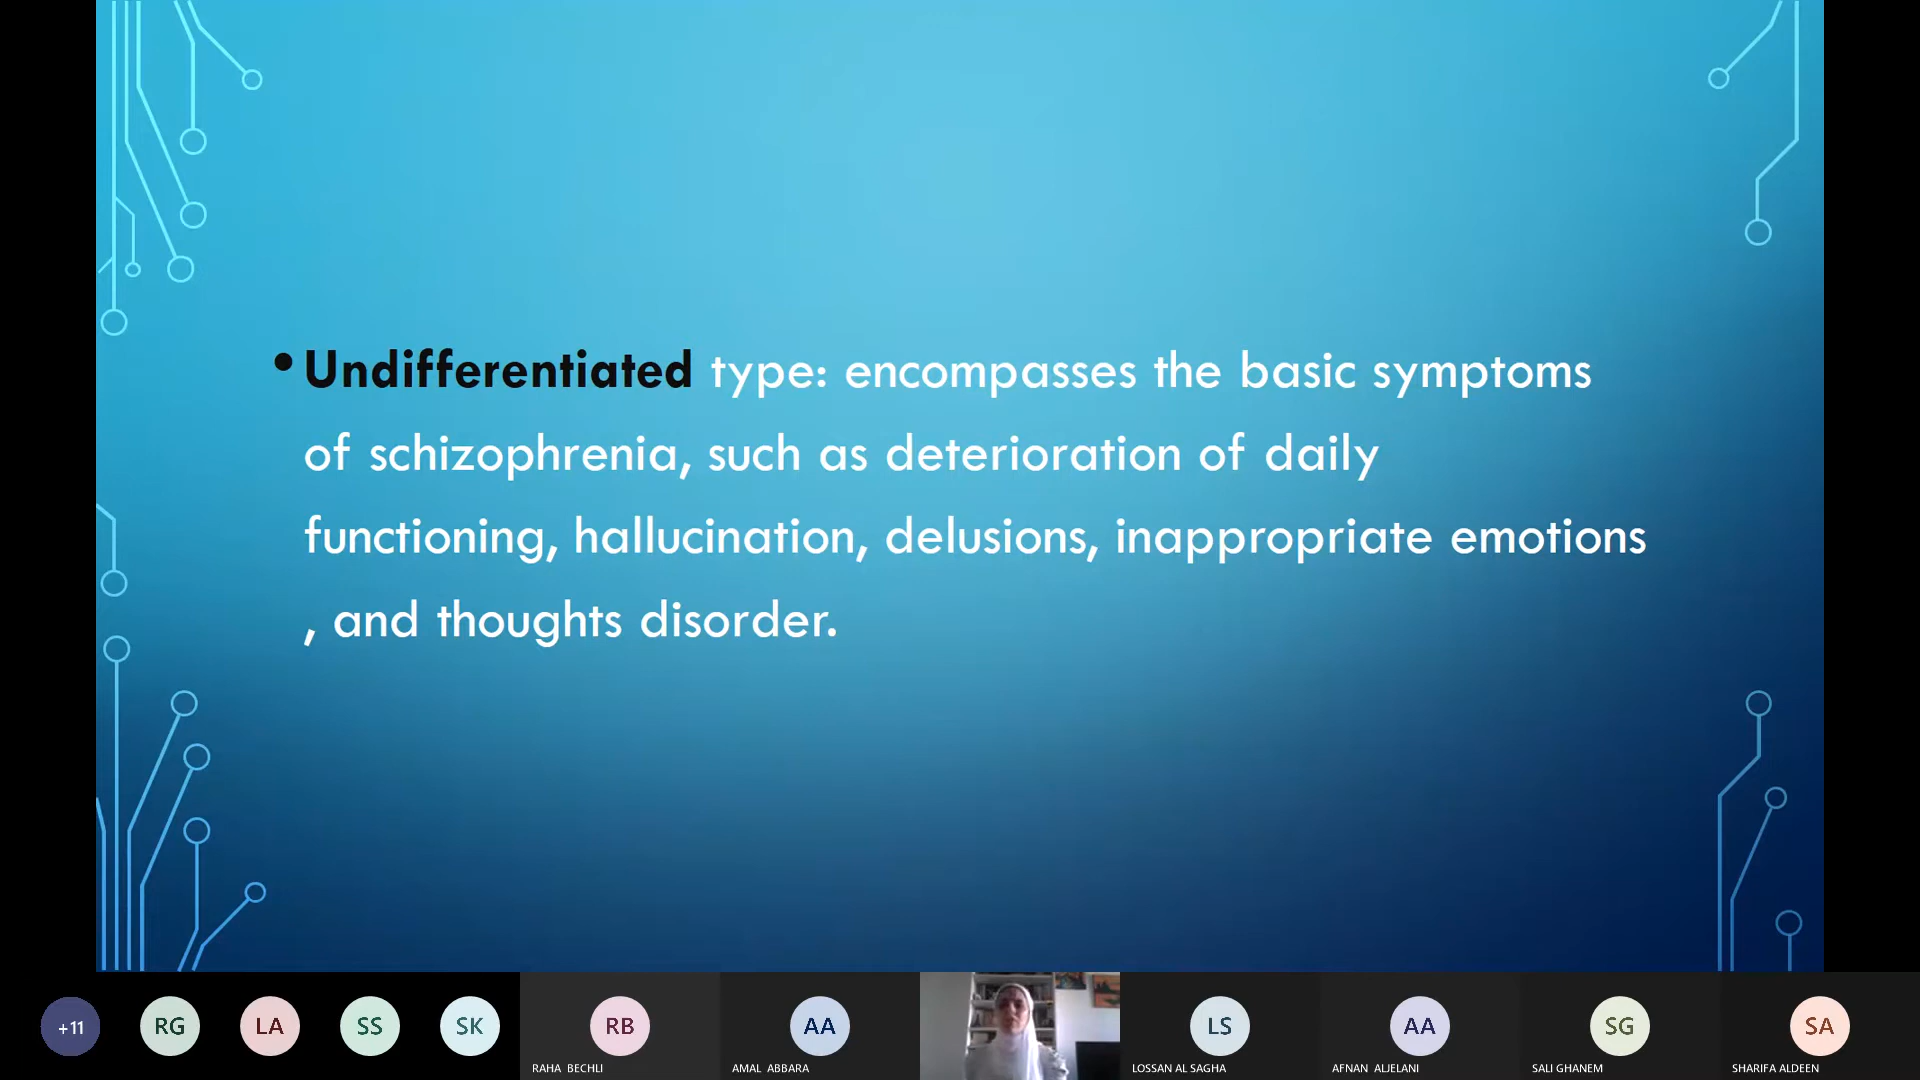 •Undifferentiated type: encompasses the basic symptoms
of schizophrenia, such as deterioration of daily
functioning, hallucination, delusions, inappropriate emotions
, and thoughts disorder.
+11
RG
LA
SS
SK
RB
RAHA BECHLI
AA
AMAL ABBARA
LS
LOSSAN AL SAGHA
AA
AFNAN ALJELANI
SG
SALI GHANEM
SA
SHARIFA ALDEEN